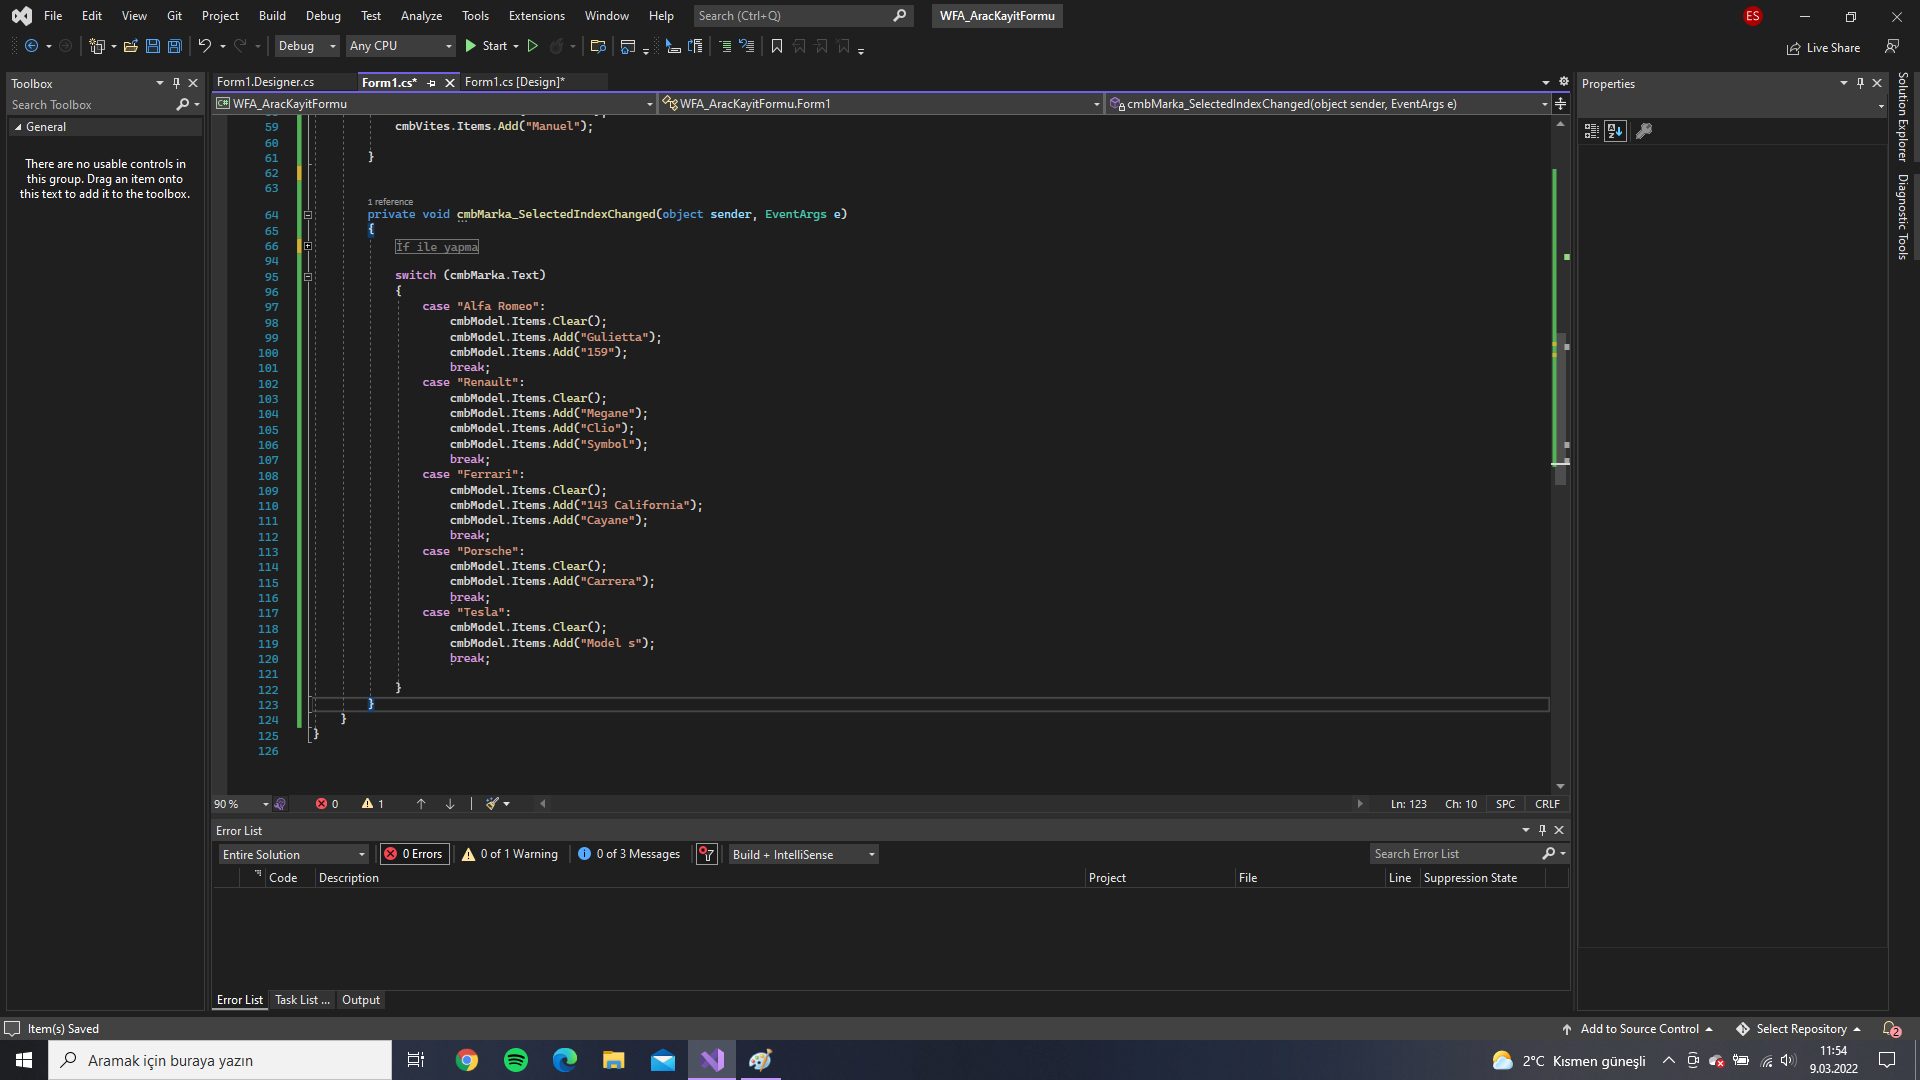 File Edit View Git Project Build Debug Test Analyze Tools Extensions Window Help Search (Ctrl+Q) WFA_AracKayitFormu ES
Debug Any CPU Start Live Share
Toolbox
Search Toolbox
General
There are no usable controls in
this group. Drag an item onto
this text to add it to the toolbox.
Form1.Designer.cs Form1.cs* Form1.cs [Design]*
C# WFA_AracKayitFormu WFA_AracKayitFormu.Form1 cmbMarka_SelectedIndexChanged(object sender, EventArgs e)
59 cmbVites.Items.Add("Manuel");
60
61 }
62
63
1 reference
64 private void cmbMarka_SelectedIndexChanged(object sender, EventArgs e)
65 {
66 İf ile yapma
94
95 switch (cmbMarka.Text)
96 {
97 case "Alfa Romeo":
98 cmbModel.Items.Clear();
99 cmbModel.Items.Add("Gulietta");
100 cmbModel.Items.Add("159");
101 break;
102 case "Renault":
103 cmbModel.Items.Clear();
104 cmbModel.Items.Add("Megane");
105 cmbModel.Items.Add("Clio");
106 cmbModel.Items.Add("Symbol");
107 break;
108 case "Ferrari":
109 cmbModel.Items.Clear();
110 cmbModel.Items.Add("143 California");
111 cmbModel.Items.Add("Cayane");
112 break;
113 case "Porsche":
114 cmbModel.Items.Clear();
115 cmbModel.Items.Add("Carrera");
116 break;
117 case "Tesla":
118 cmbModel.Items.Clear();
119 cmbModel.Items.Add("Model s");
120 break;
121
122 }
123 }
124 }
125 }
126
90 % 0 1 Ln: 123 Ch: 10 SPC CRLF
Error List
Entire Solution 0 Errors 0 of 1 Warning 0 of 3 Messages Build + IntelliSense Search Error List
Code Description Project File Line Suppression State
Error List Task List ... Output
Properties
Solution Explorer
Diagnostic Tools
Item(s) Saved Add to Source Control Select Repository 2
Aramak için buraya yazın 2°C Kısmen güneşli 11:54
9.03.2022